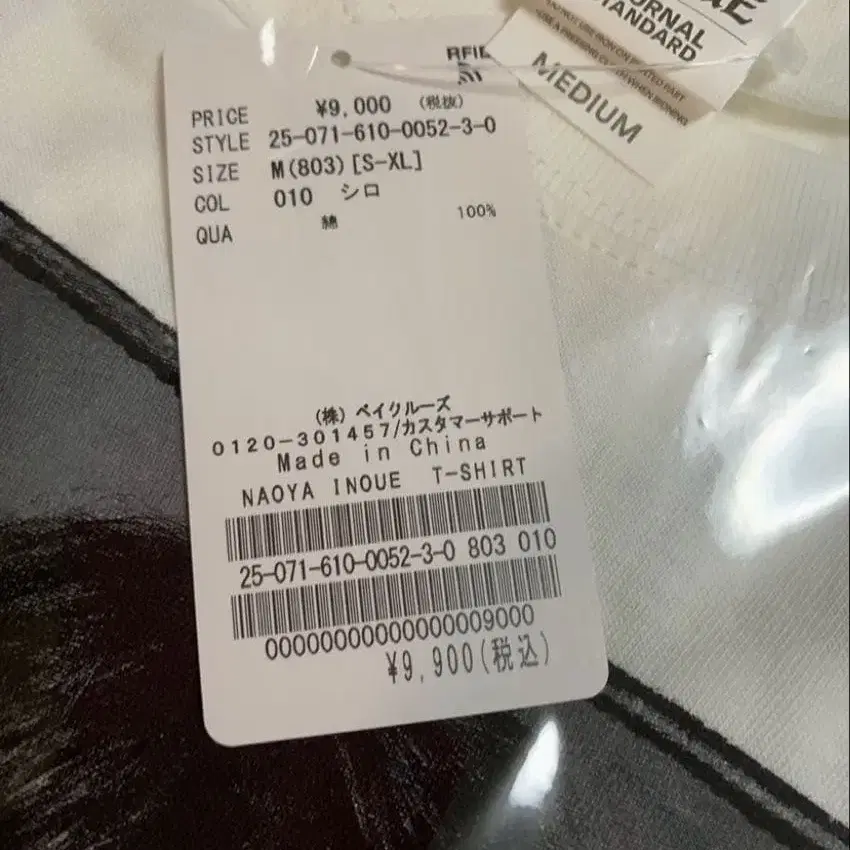 RFID
PRICE ¥9,000 (税抜)
STYLE 25-071-610-0052-3-0
SIZE M(803)[S-XL]
COL 010 シロ
QUA 綿 100%
(株) ベイクルーズ
0120-301457/カスタマーサポート
Made in China
NAOYA INOUE T-SHIRT
25-071-610-0052-3-0 803 010
00000000000000009000
¥9,900(税込)
STANDARD
MEDIUM